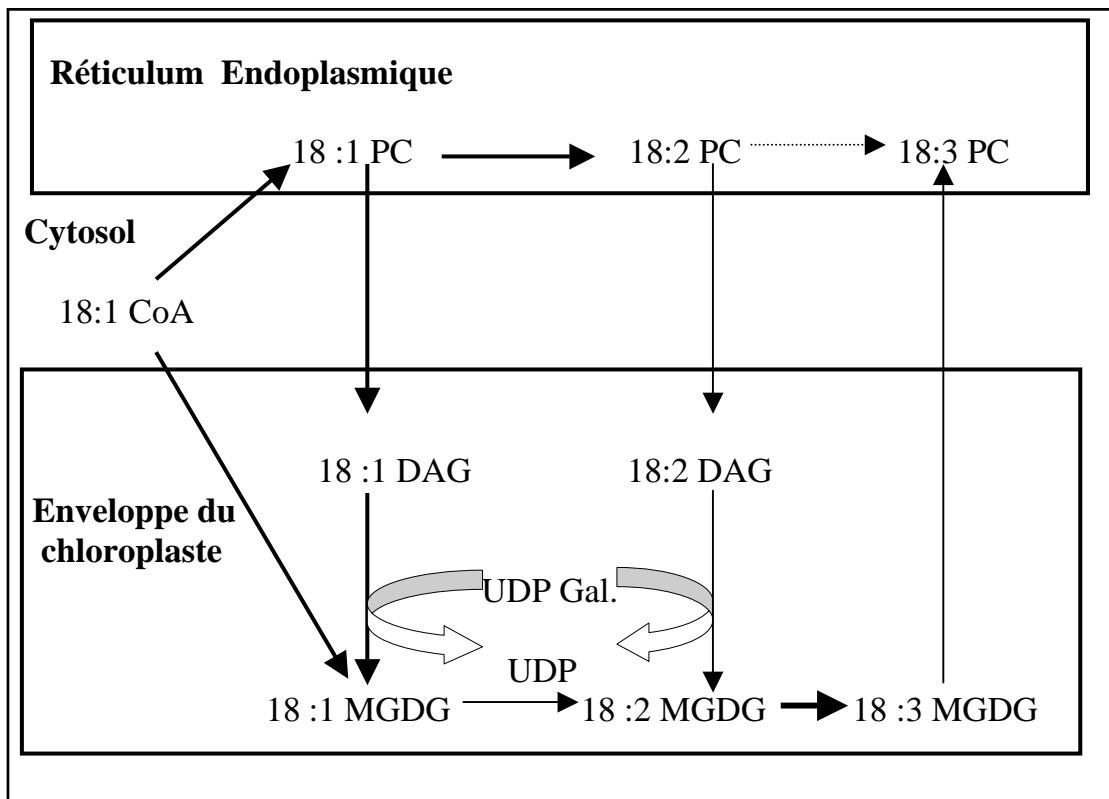 Réticulum Endoplasmique
18 :1 PC 18:2 PC 18:3 PC
Cytosol
18:1 CoA
18 :1 DAG 18:2 DAG
Enveloppe du
chloroplaste
UDP Gal.
UDP
18 :1 MGDG 18 :2 MGDG 18 :3 MGDG